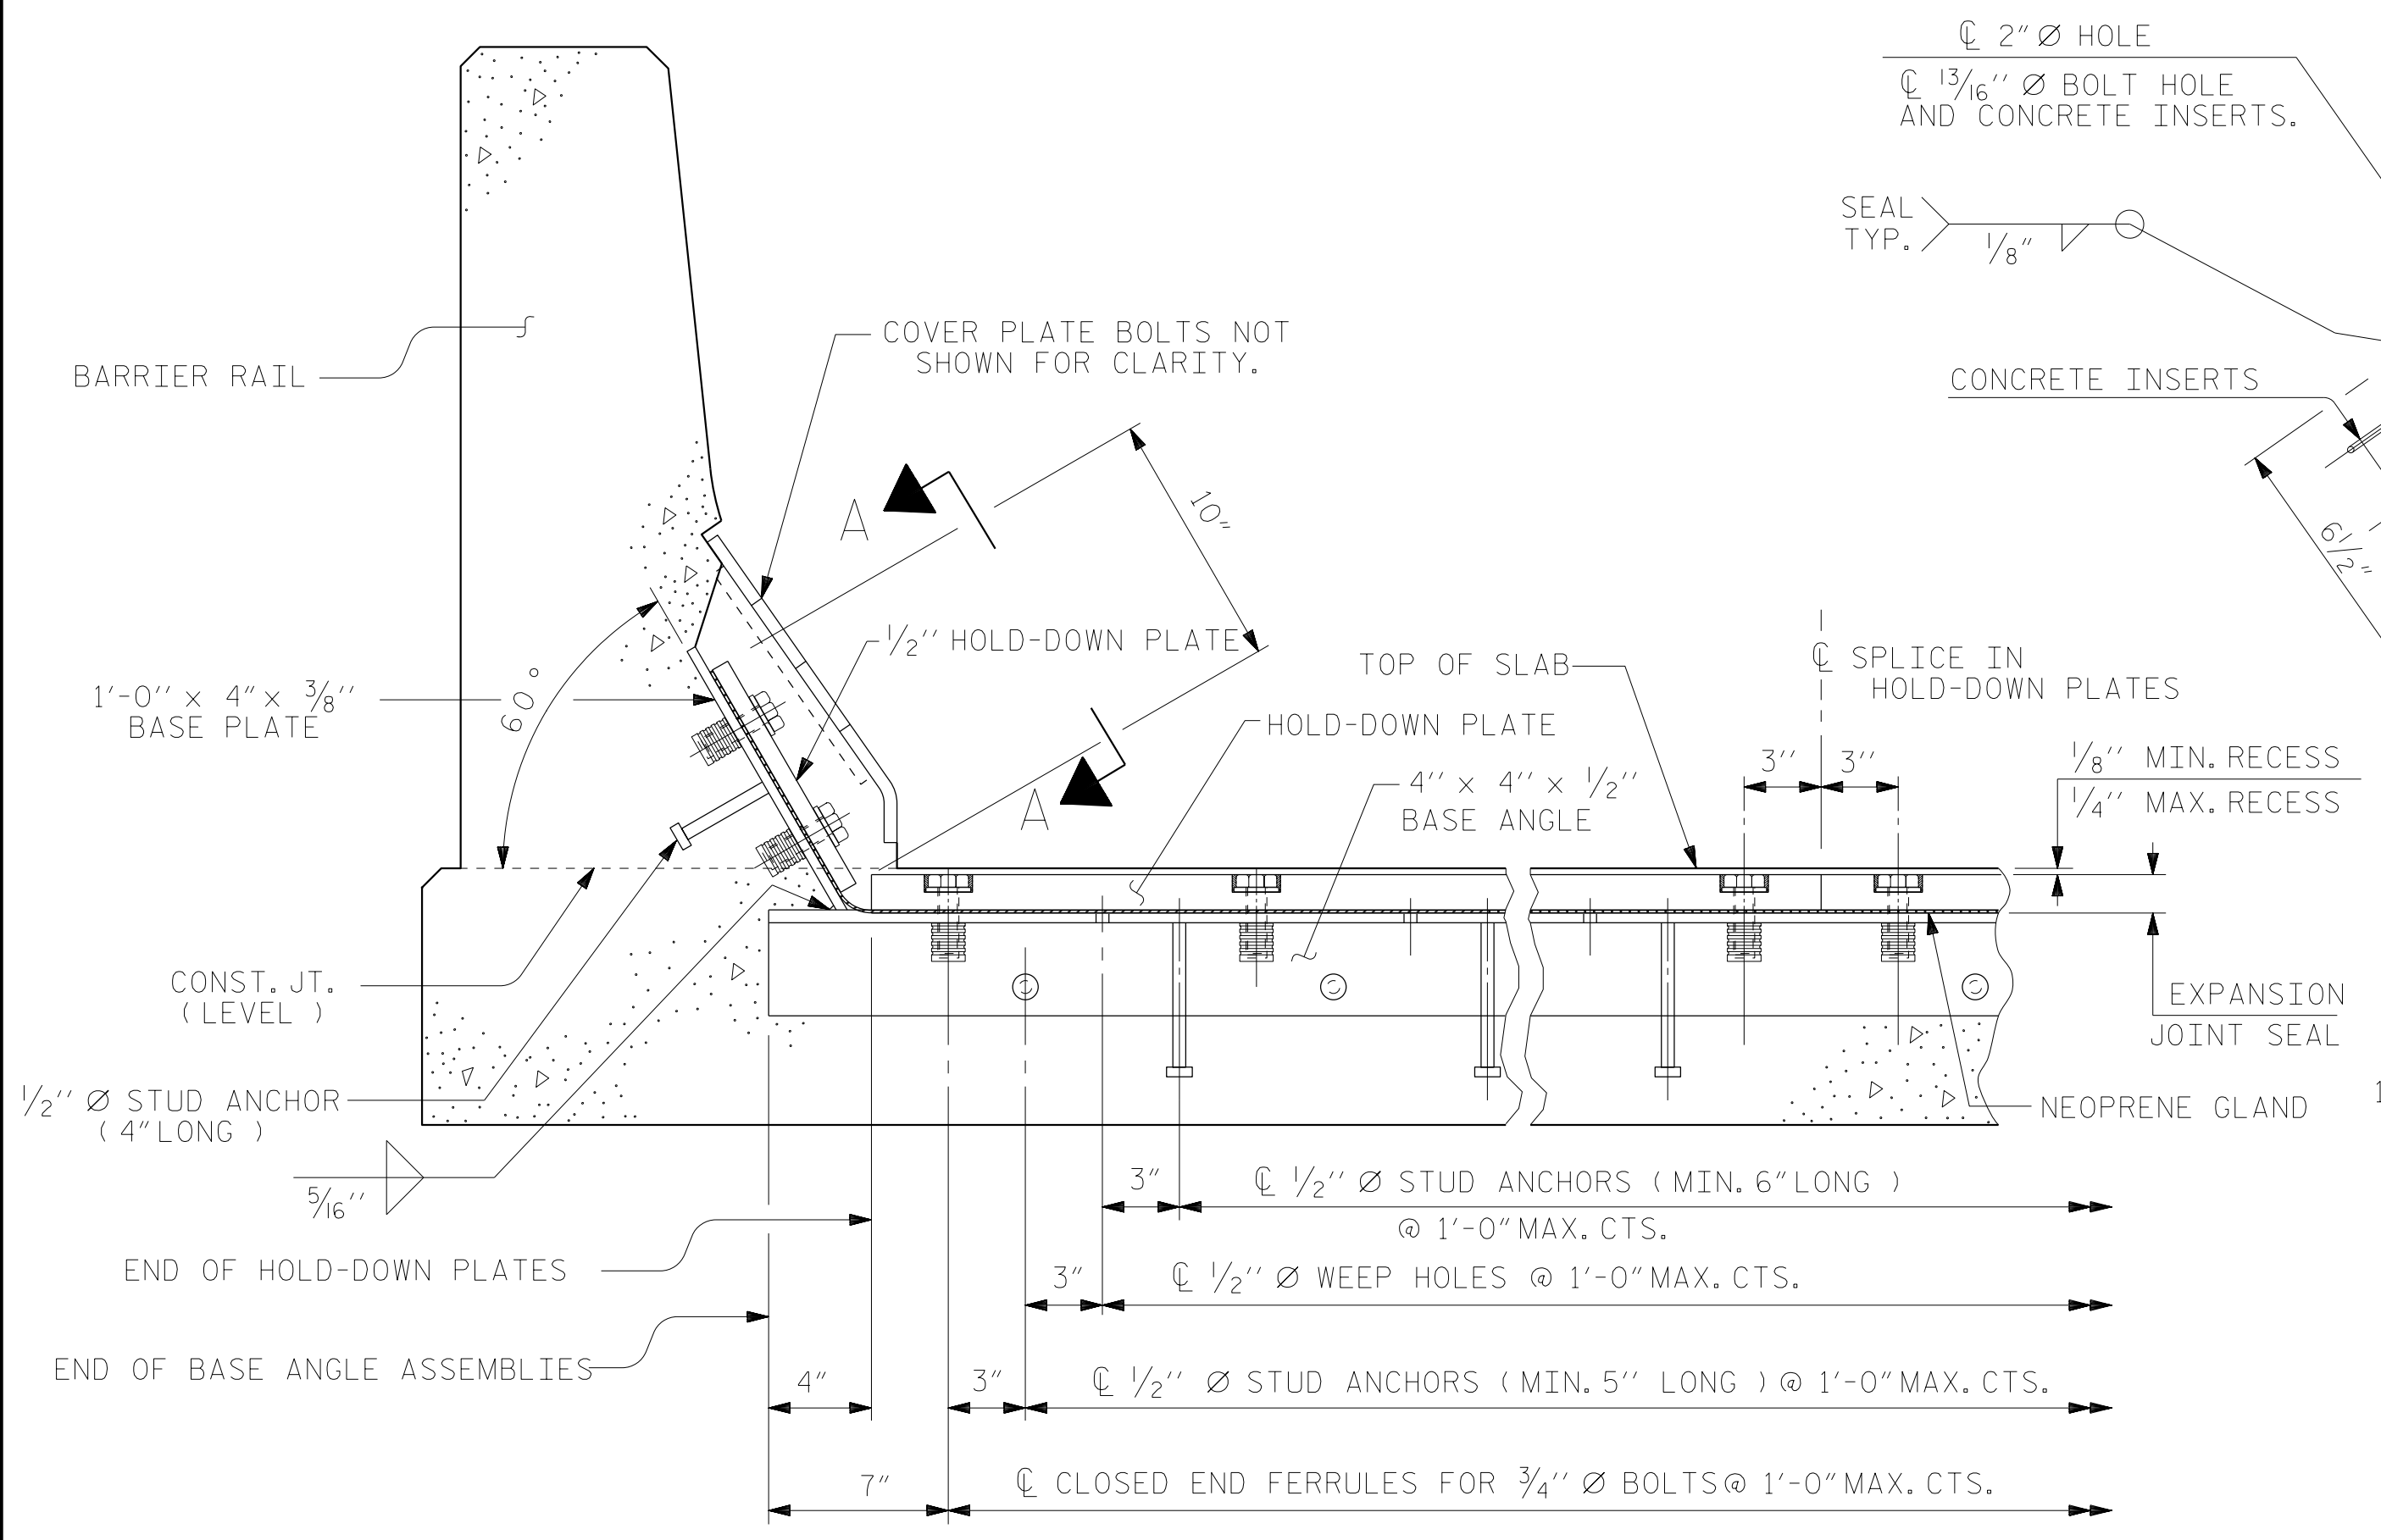 ℄ 2" Ø HOLE
℄ 13/16" Ø BOLT HOLE
AND CONCRETE INSERTS.
SEAL
TYP.
1/8"
CONCRETE INSERTS
6 1/2"
COVER PLATE BOLTS NOT
SHOWN FOR CLARITY.
BARRIER RAIL
A
10"
1/2" HOLD-DOWN PLATE
60°
1'-0" x 4" x 3/8"
BASE PLATE
TOP OF SLAB
℄ SPLICE IN
HOLD-DOWN PLATES
HOLD-DOWN PLATE
3" 3"
1/8" MIN. RECESS
1/4" MAX. RECESS
4" x 4" x 1/2"
BASE ANGLE
A
CONST. JT.
( LEVEL )
EXPANSION
JOINT SEAL
1/2" Ø STUD ANCHOR
( 4" LONG )
NEOPRENE GLAND
1
5/16"
3"
℄ 1/2" Ø STUD ANCHORS ( MIN. 6" LONG )
@ 1'-0" MAX. CTS.
END OF HOLD-DOWN PLATES
3"
℄ 1/2" Ø WEEP HOLES @ 1'-0" MAX. CTS.
END OF BASE ANGLE ASSEMBLIES
4"
3"
℄ 1/2" Ø STUD ANCHORS ( MIN. 5" LONG ) @ 1'-0" MAX. CTS.
7"
℄ CLOSED END FERRULES FOR 3/4" Ø BOLTS @ 1'-0" MAX. CTS.